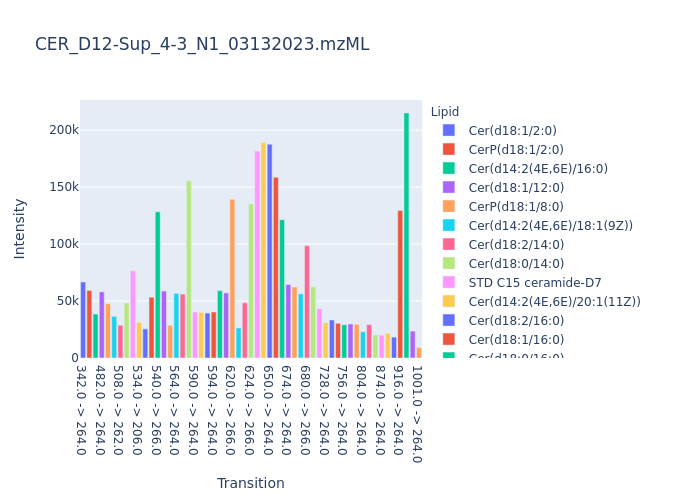 CER_D12-Sup_4-3_N1_03132023.mzML
Lipid
Cer(d18:1/2:0)
CerP(d18:1/2:0)
Cer(d14:2(4E,6E)/16:0)
Cer(d18:1/12:0)
CerP(d18:1/8:0)
Cer(d14:2(4E,6E)/18:1(9Z))
Cer(d18:2/14:0)
Cer(d18:0/14:0)
STD C15 ceramide-D7
Cer(d14:2(4E,6E)/20:1(11Z))
Cer(d18:2/16:0)
Cer(d18:1/16:0)
Cer(d18:0/16:0)
200k
150k
100k
50k
0
Intensity
342.0 -> 264.0
482.0 -> 264.0
508.0 -> 262.0
534.0 -> 206.0
540.0 -> 266.0
564.0 -> 264.0
590.0 -> 264.0
594.0 -> 264.0
620.0 -> 266.0
624.0 -> 264.0
650.0 -> 264.0
674.0 -> 264.0
680.0 -> 266.0
728.0 -> 264.0
756.0 -> 264.0
804.0 -> 264.0
874.0 -> 264.0
916.0 -> 264.0
1001.0 -> 264.0
Transition